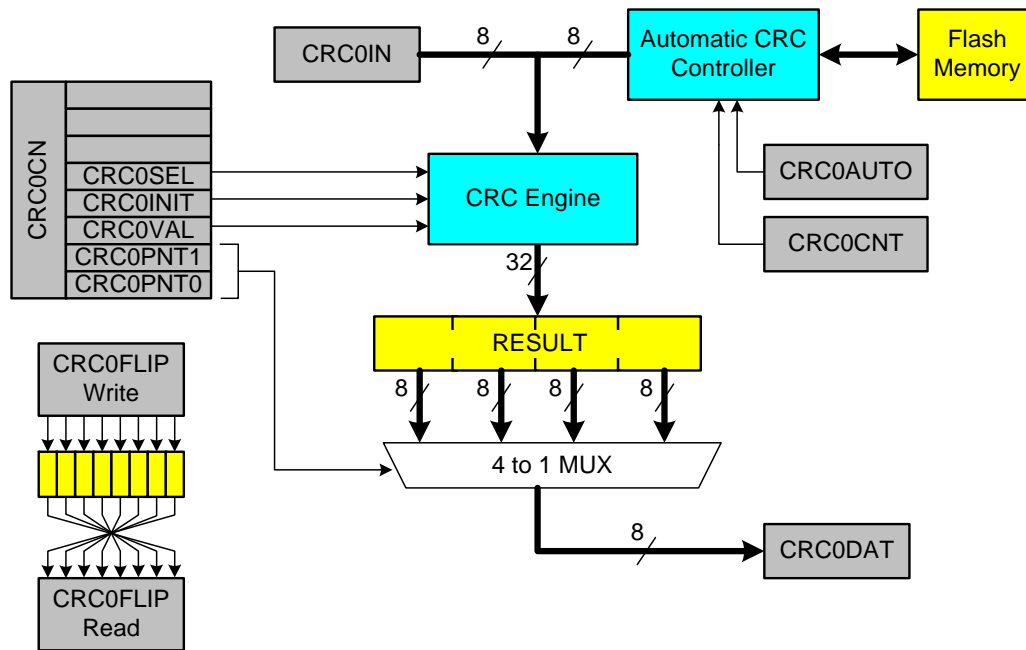 CRC0IN
8
8
Automatic CRC
Controller
Flash
Memory
CRC0CN
CRC0SEL
CRC0INIT
CRC0VAL
CRC0PNT1
CRC0PNT0
CRC Engine
CRC0AUTO
CRC0CNT
32
RESULT
8
8
8
8
4 to 1 MUX
8
CRC0DAT
CRC0FLIP
Write
CRC0FLIP
Read